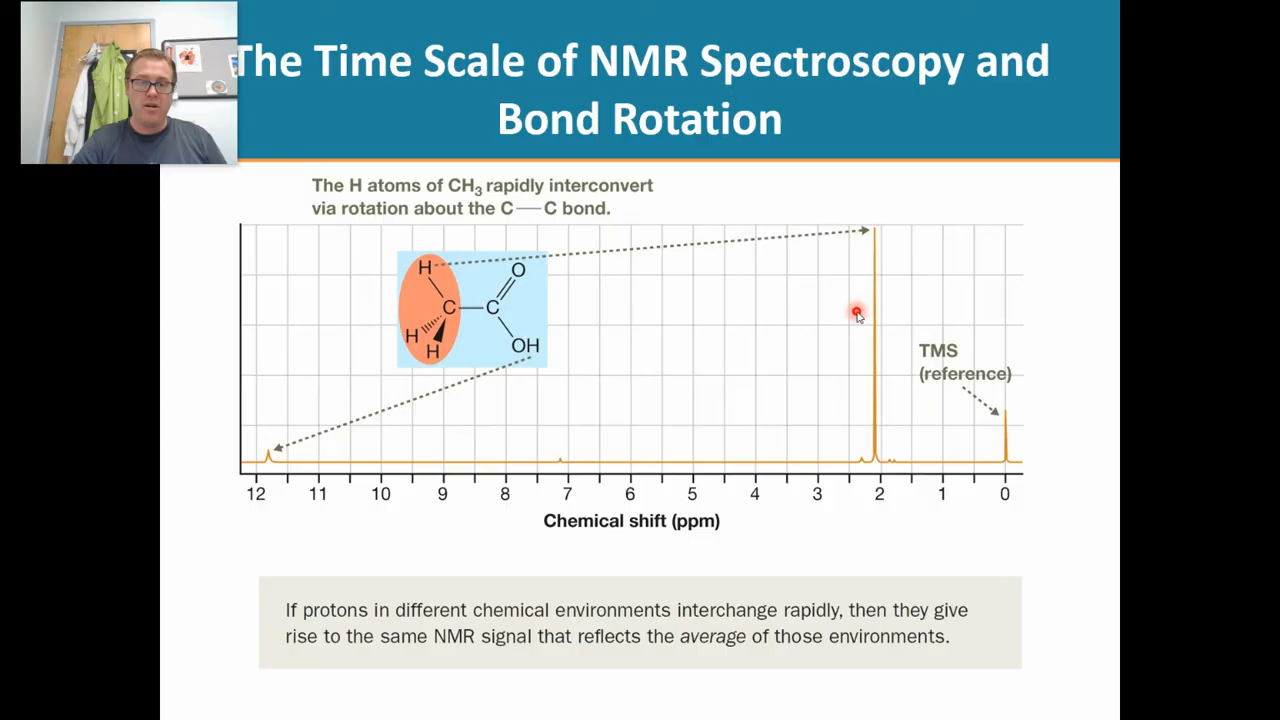 The Time Scale of NMR Spectroscopy and
Bond Rotation
The H atoms of CH₃ rapidly interconvert
via rotation about the C—C bond.
H
O
C
C
H
H
OH
TMS
(reference)
12 11 10 9 8 7 6 5 4 3 2 1 0
Chemical shift (ppm)
If protons in different chemical environments interchange rapidly, then they give
rise to the same NMR signal that reflects the average of those environments.